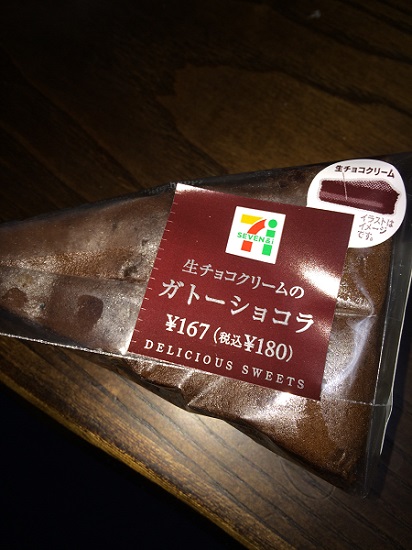 生チョコクリーム
イラストは
イメージ
です。
SEVEN&i
生チョコクリームの
ガトーショコラ
¥167(税込¥180)
DELICIOUS SWEETS